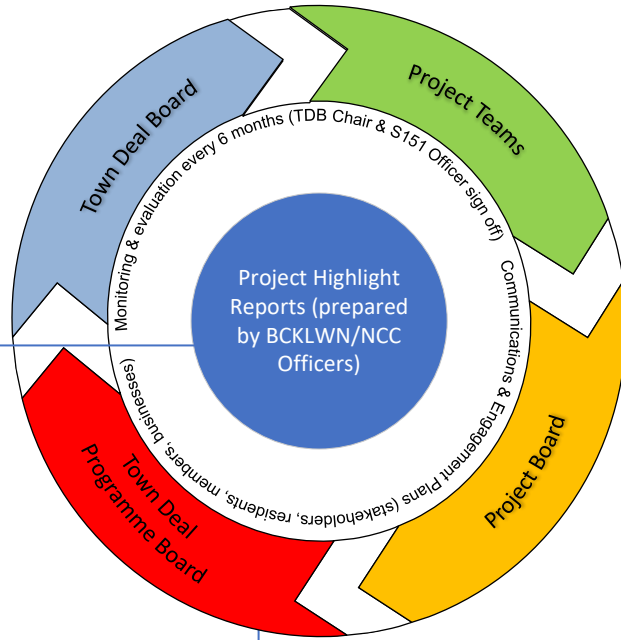 Town Deal Board
Project Teams
Monitoring & evaluation every 6 months (TDB Chair & S151 Officer sign off)
Project Highlight
Reports (prepared
by BCKLWN/NCC
Officers)
Communications & Engagement Plans (stakeholders, residents, members, businesses)
Project Board
Town Deal
Programme Board